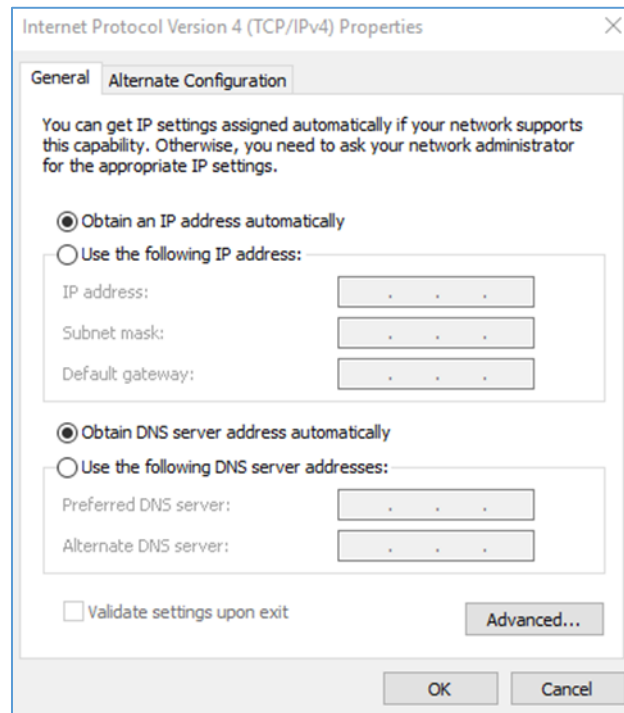 Internet Protocol Version 4 (TCP/IPv4) Properties
General
Alternate Configuration
You can get IP settings assigned automatically if your network supports
this capability. Otherwise, you need to ask your network administrator
for the appropriate IP settings.
Obtain an IP address automatically
Use the following IP address:
IP address:
Subnet mask:
Default gateway:
Obtain DNS server address automatically
Use the following DNS server addresses:
Preferred DNS server:
Alternate DNS server:
Validate settings upon exit
Advanced...
OK
Cancel